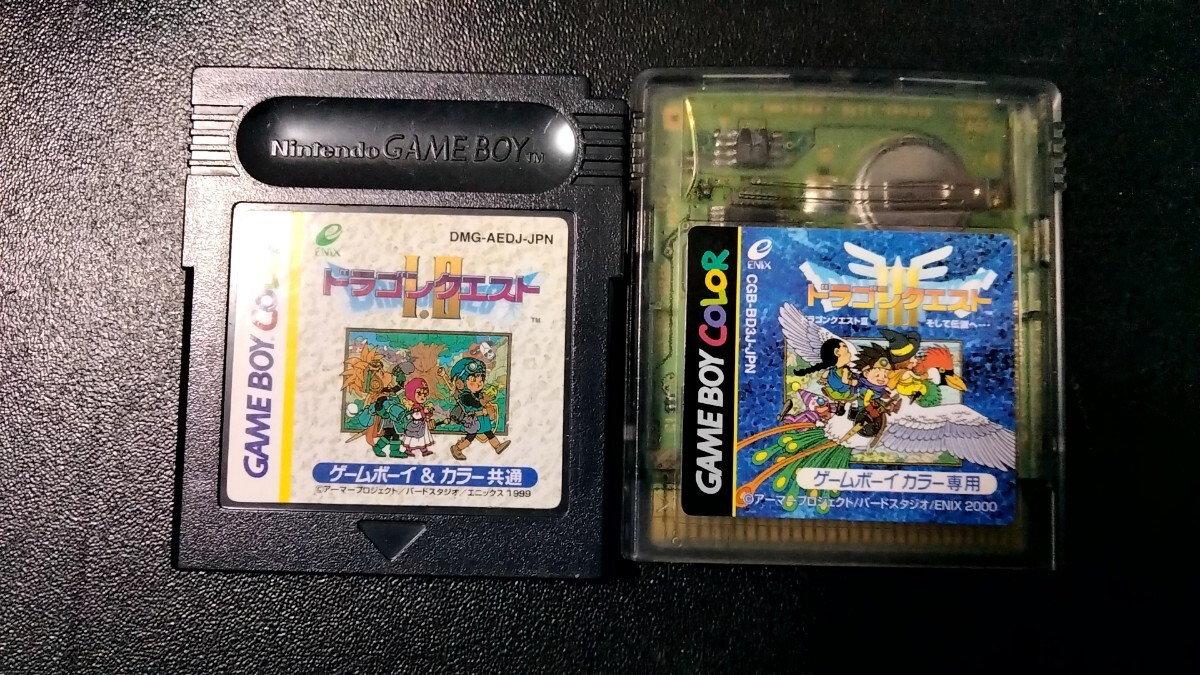 Nintendo GAME BOY TM
GAME BOY COLOR
ENIX
DMG-AEDJ-JPN
I・II
ドラゴンクエスト
TM
ゲームボーイ & カラー共通
©アーマープロジェクト/バードスタジオ/エニックス 1999
GAME BOY COLOR
CGB-BD3J-JPN
ENIX
III
ドラゴンクエスト
ドラゴンクエストIII そして伝説へ…
ゲームボーイ カラー専用
©アーマープロジェクト/バードスタジオ/ENIX 2000